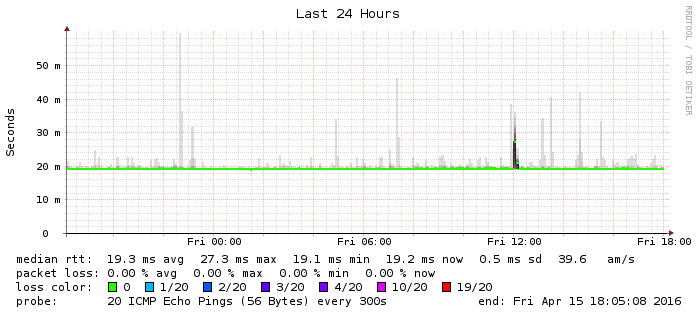 Last 24 Hours
RRDTOOL / TOBI OETIKER
Seconds
50 m
40 m
30 m
20 m
10 m
0
Fri 00:00 Fri 06:00 Fri 12:00 Fri 18:00
median rtt: 19.3 ms avg 27.3 ms max 19.1 ms min 19.2 ms now 0.5 ms sd 39.6 am/s
packet loss: 0.00 % avg 0.00 % max 0.00 % min 0.00 % now
loss color: 0 1/20 2/20 3/20 4/20 10/20 19/20
probe: 20 ICMP Echo Pings (56 Bytes) every 300s end: Fri Apr 15 18:05:08 2016